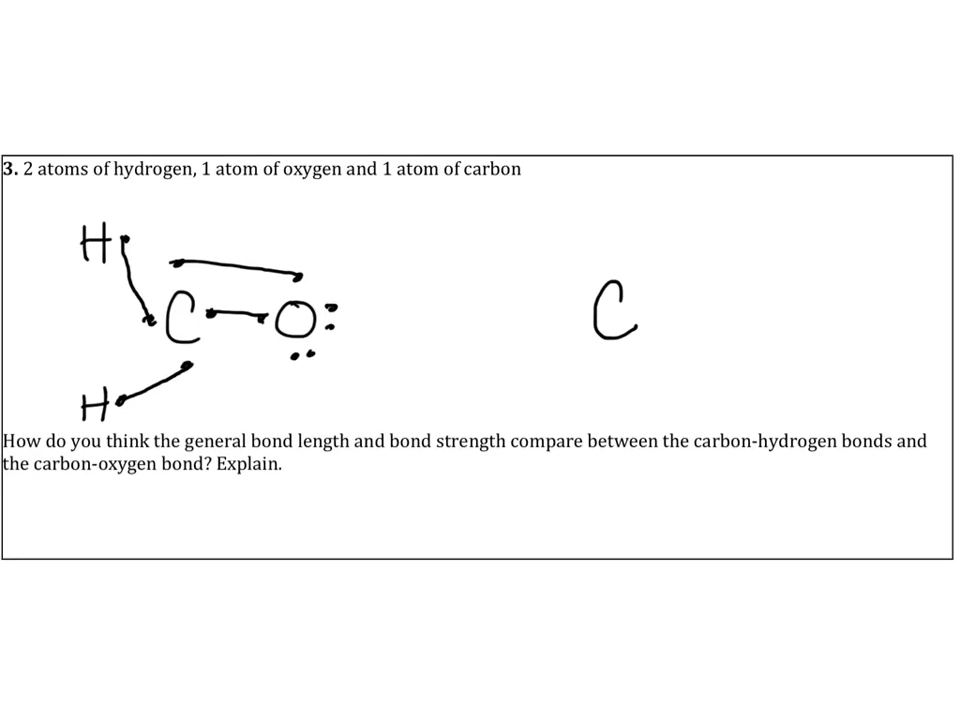 3. 2 atoms of hydrogen, 1 atom of oxygen and 1 atom of carbon
H
C O C
H
How do you think the general bond length and bond strength compare between the carbon-hydrogen bonds and
the carbon-oxygen bond? Explain.